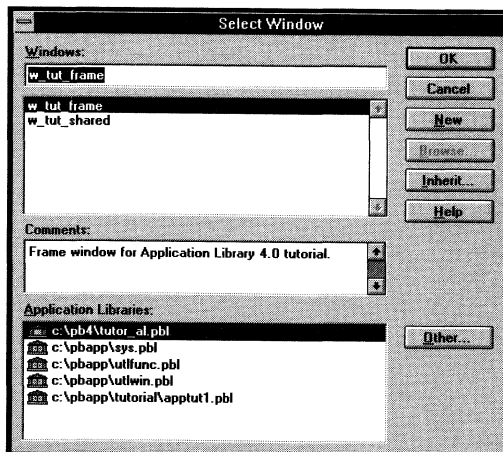 Select Window
Windows:
w_tut_frame
w_tut_frame
w_tut_shared
Comments:
Frame window for Application Library 4.0 tutorial.
Application Libraries:
c:\pb4\tutor_al.pbl
c:\pbapp\sys.pbl
c:\pbapp\utlfunc.pbl
c:\pbapp\utlwin.pbl
c:\pbapp\tutorial\apptut1.pbl
OK
Cancel
New
Browse...
Inherit...
Help
Other...